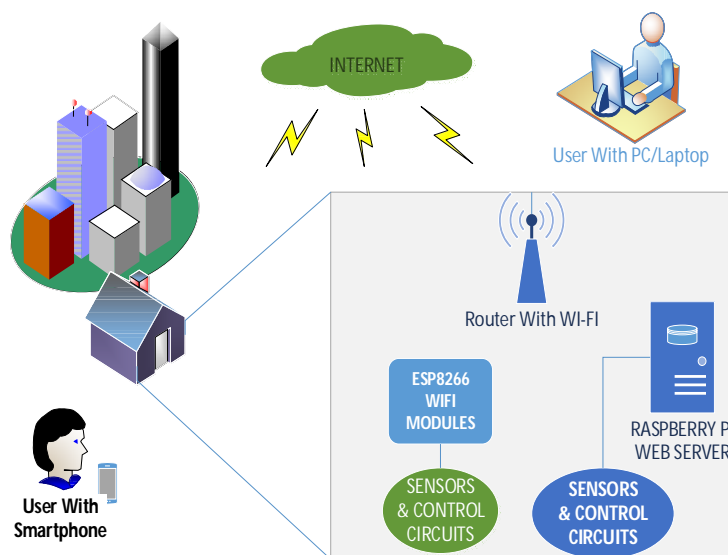 INTERNET
User With PC/Laptop
Router With WI-FI
ESP8266
WIFI
MODULES
RASPBERRY P
WEB SERVER
SENSORS
& CONTROL
CIRCUITS
SENSORS
& CONTROL
CIRCUITS
User With
Smartphone